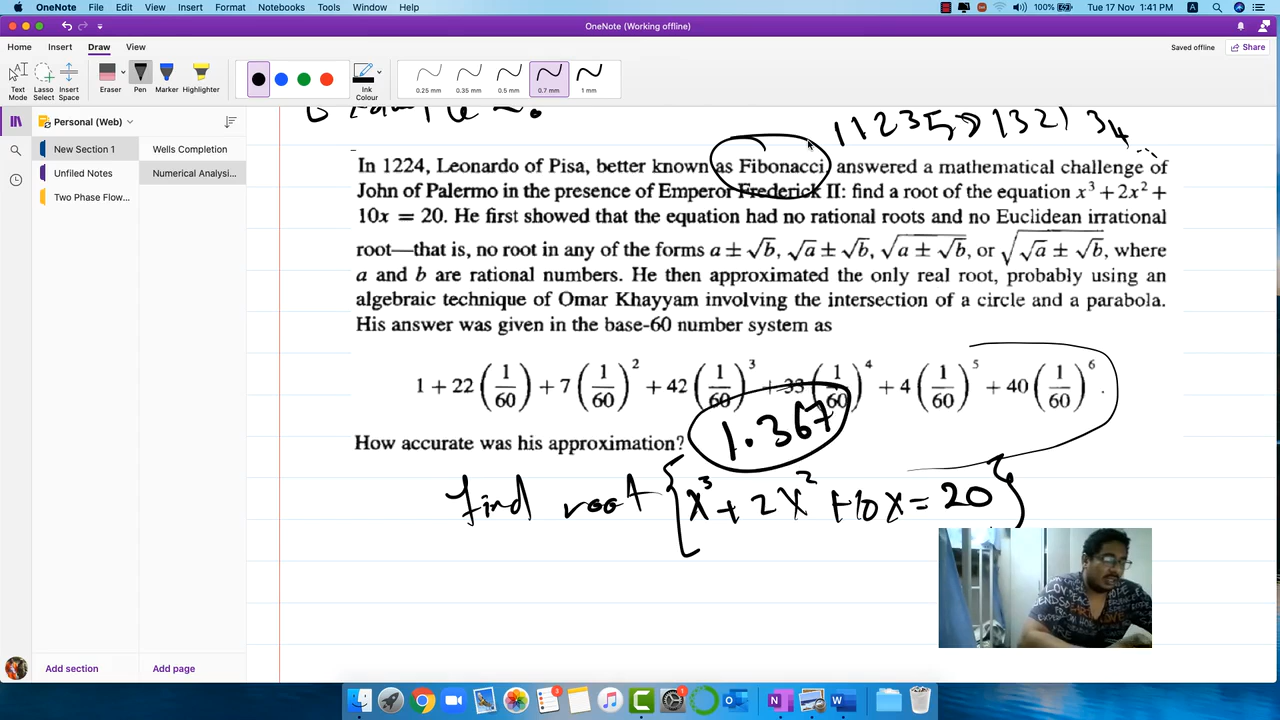 OneNote File Edit View Insert Format Notebooks Tools Window Help 100% Tue 17 Nov 1:41 PM A
OneNote (Working offline)
Home Insert Draw View Saved offline Share
Text Mode Lasso Select Insert Space Eraser Pen Marker Highlighter Ink Colour 0.25 mm 0.35 mm 0.5 mm 0.7 mm 1 mm
Personal (Web)
New Section 1 Wells Completion
Unfiled Notes Numerical Analysi...
Two Phase Flow...
1 1 2 3 5 13 21 34 ...
In 1224, Leonardo of Pisa, better known as Fibonacci, answered a mathematical challenge of
John of Palermo in the presence of Emperor Frederick II: find a root of the equation x³ + 2x² +
10x = 20. He first showed that the equation had no rational roots and no Euclidean irrational
root—that is, no root in any of the forms a ± √b, √a ± √b, √(a ± √b), or √(√a ± √b), where
a and b are rational numbers. He then approximated the only real root, probably using an
algebraic technique of Omar Khayyam involving the intersection of a circle and a parabola.
His answer was given in the base-60 number system as
1 + 22 (1/60) + 7 (1/60)² + 42 (1/60)³ + 33 (1/60)⁴ + 4 (1/60)⁵ + 40 (1/60)⁶.
How accurate was his approximation? 1.367
find root { x³ + 2x² + 10x = 20 }
Add section Add page